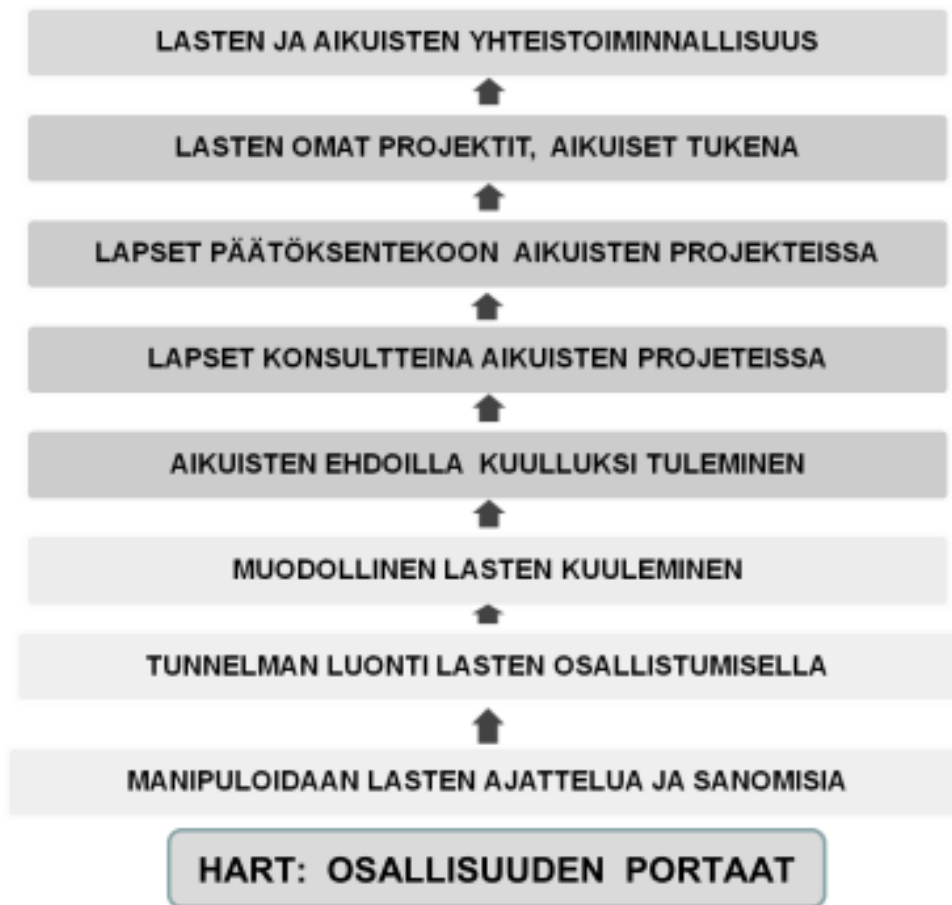 LASTEN JA AIKUISTEN YHTEISTOIMINNALLISUUS
LASTEN OMAT PROJEKTIT, AIKUISET TUKENA
LAPSET PÄÄTÖKSENTEKOON AIKUISTEN PROJEKTEISSA
LAPSET KONSULTTEINA AIKUISTEN PROJETEISSA
AIKUISTEN EHDOILLA KUULLUKSI TULEMINEN
MUODOLLINEN LASTEN KUULEMINEN
TUNNELMAN LUONTI LASTEN OSALLISTUMISELLA
MANIPULOIDAAN LASTEN AJATTELUA JA SANOMISIA
HART: OSALLISUUDEN PORTAAT